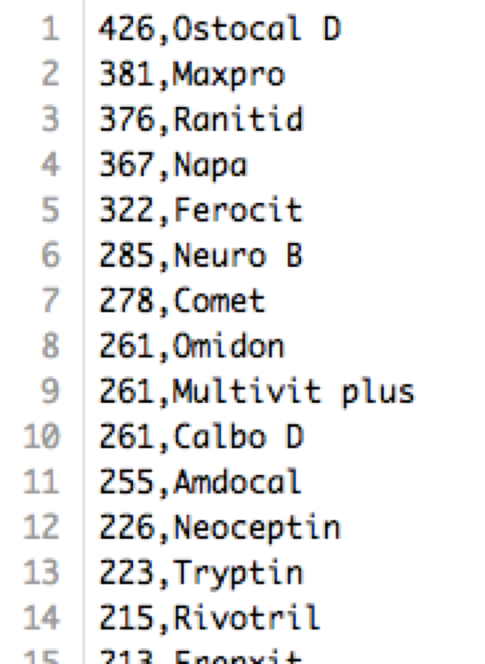 1 426,Ostocal D
2 381,Maxpro
3 376,Ranitid
4 367,Napa
5 322,Ferocit
6 285,Neuro B
7 278,Comet
8 261,Omidon
9 261,Multivit plus
10 261,Calbo D
11 255,Amdocal
12 226,Neoceptin
13 223,Tryptin
14 215,Rivotril
15 213,